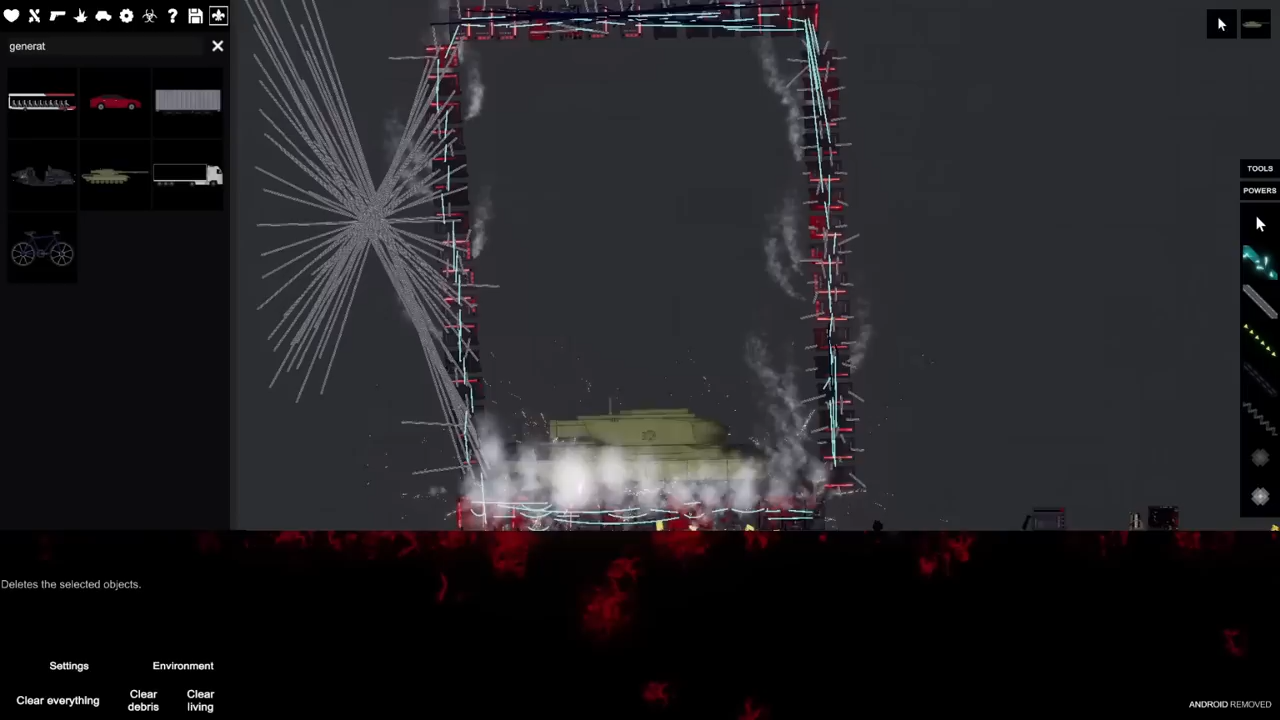 generat
TOOLS
POWERS
Deletes the selected objects.
Settings
Environment
Clear everything
Clear
debris
Clear
living
ANDROID REMOVED